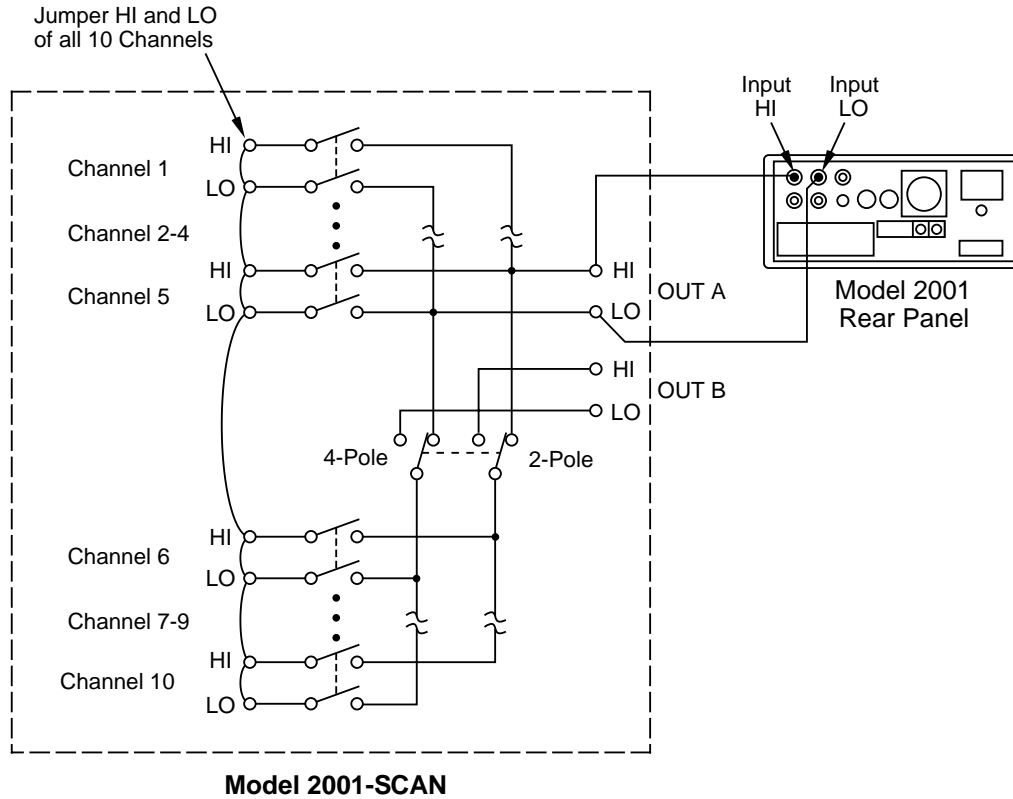 Jumper HI and LO
of all 10 Channels
Input
HI
Input
LO
HI
Channel 1
LO
Channel 2-4
HI
HI
Channel 5
OUT A
LO
LO
Model 2001
Rear Panel
HI
OUT B
LO
4-Pole
2-Pole
HI
Channel 6
LO
Channel 7-9
HI
Channel 10
LO
Model 2001-SCAN